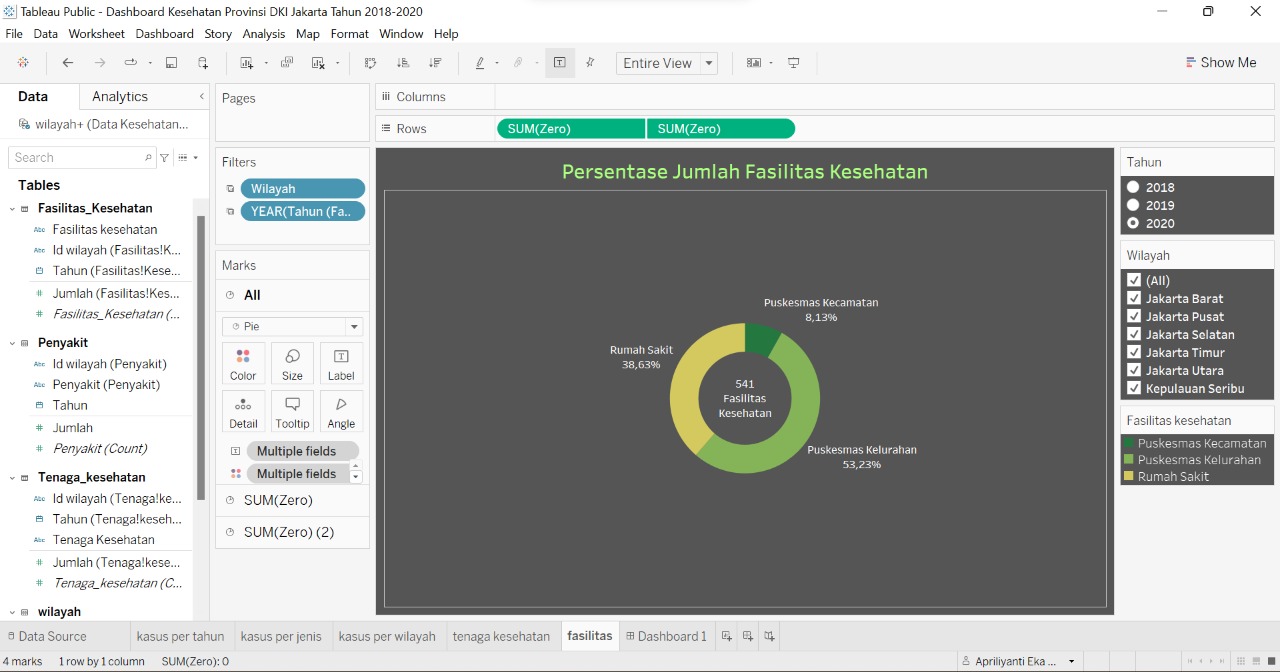 Tableau Public - Dashboard Kesehatan Provinsi DKI Jakarta Tahun 2018-2020
File Data Worksheet Dashboard Story Analysis Map Format Window Help
Entire View
Show Me
Data Analytics
wilayah+ (Data Kesehatan...
Search
Tables
Fasilitas_Kesehatan
Abc Fasilitas kesehatan
Abc Id wilayah (Fasilitas!K...
Tahun (Fasilitas!Kese...
# Jumlah (Fasilitas!Kes...
# Fasilitas_Kesehatan (...
Penyakit
Abc Id wilayah (Penyakit)
Abc Penyakit (Penyakit)
Tahun
# Jumlah
# Penyakit (Count)
Tenaga_kesehatan
Abc Id wilayah (Tenaga!ke...
Tahun (Tenaga!keseh...
Abc Tenaga Kesehatan
# Jumlah (Tenaga!kese...
# Tenaga_kesehatan (C...
wilayah
Pages
Filters
Wilayah
YEAR(Tahun (Fa..
Marks
All
Pie
Color Size Label
Detail Tooltip Angle
Multiple fields
Multiple fields
SUM(Zero)
SUM(Zero) (2)
Columns
Rows SUM(Zero) SUM(Zero)
Persentase Jumlah Fasilitas Kesehatan
Puskesmas Kecamatan
8,13%
Rumah Sakit
38,63%
541
Fasilitas
Kesehatan
Puskesmas Kelurahan
53,23%
Tahun
2018
2019
2020
Wilayah
(All)
Jakarta Barat
Jakarta Pusat
Jakarta Selatan
Jakarta Timur
Jakarta Utara
Kepulauan Seribu
Fasilitas kesehatan
Puskesmas Kecamatan
Puskesmas Kelurahan
Rumah Sakit
Data Source kasus per tahun kasus per jenis kasus per wilayah tenaga kesehatan fasilitas Dashboard 1
4 marks 1 row by 1 column SUM(Zero): 0 Apriliyanti Eka ...